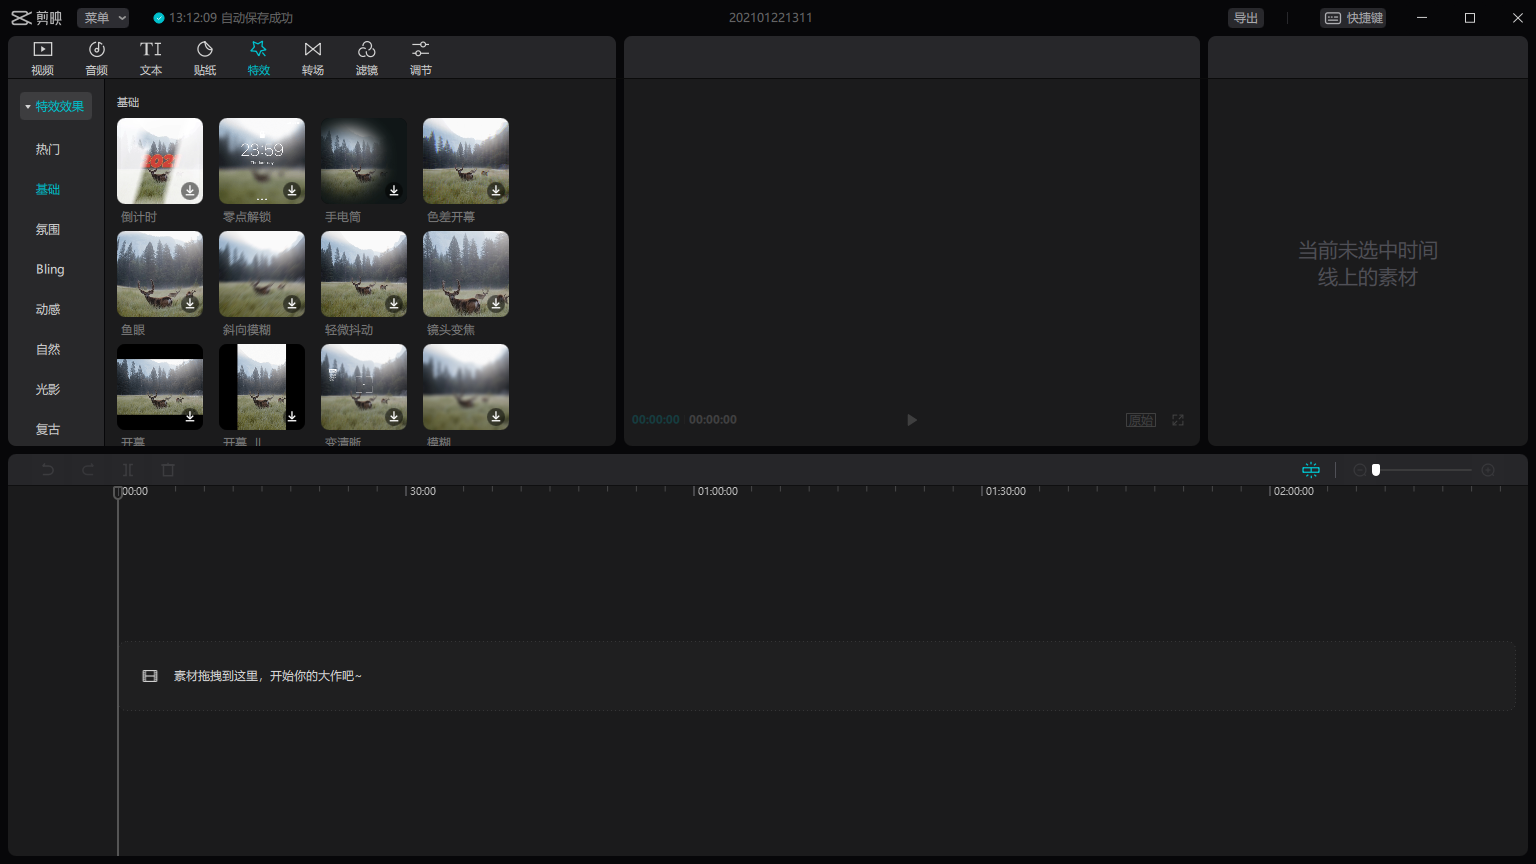 剪映
菜单
13:12:09 自动保存成功
202101221311
导出
快捷键
视频
音频
TI
文本
贴纸
特效
转场
滤镜
调节
特效效果
热门
基础
氛围
Bling
动感
自然
光影
复古
基础
23:59
倒计时
零点解锁
手电筒
色差开幕
鱼眼
斜向模糊
轻微抖动
镜头变焦
开幕
开幕 II
变清晰
模糊
00:00:00
00:00:00
原始
当前未选中时间
线上的素材
00:00
30:00
01:00:00
01:30:00
02:00:00
素材拖拽到这里，开始你的大作吧~